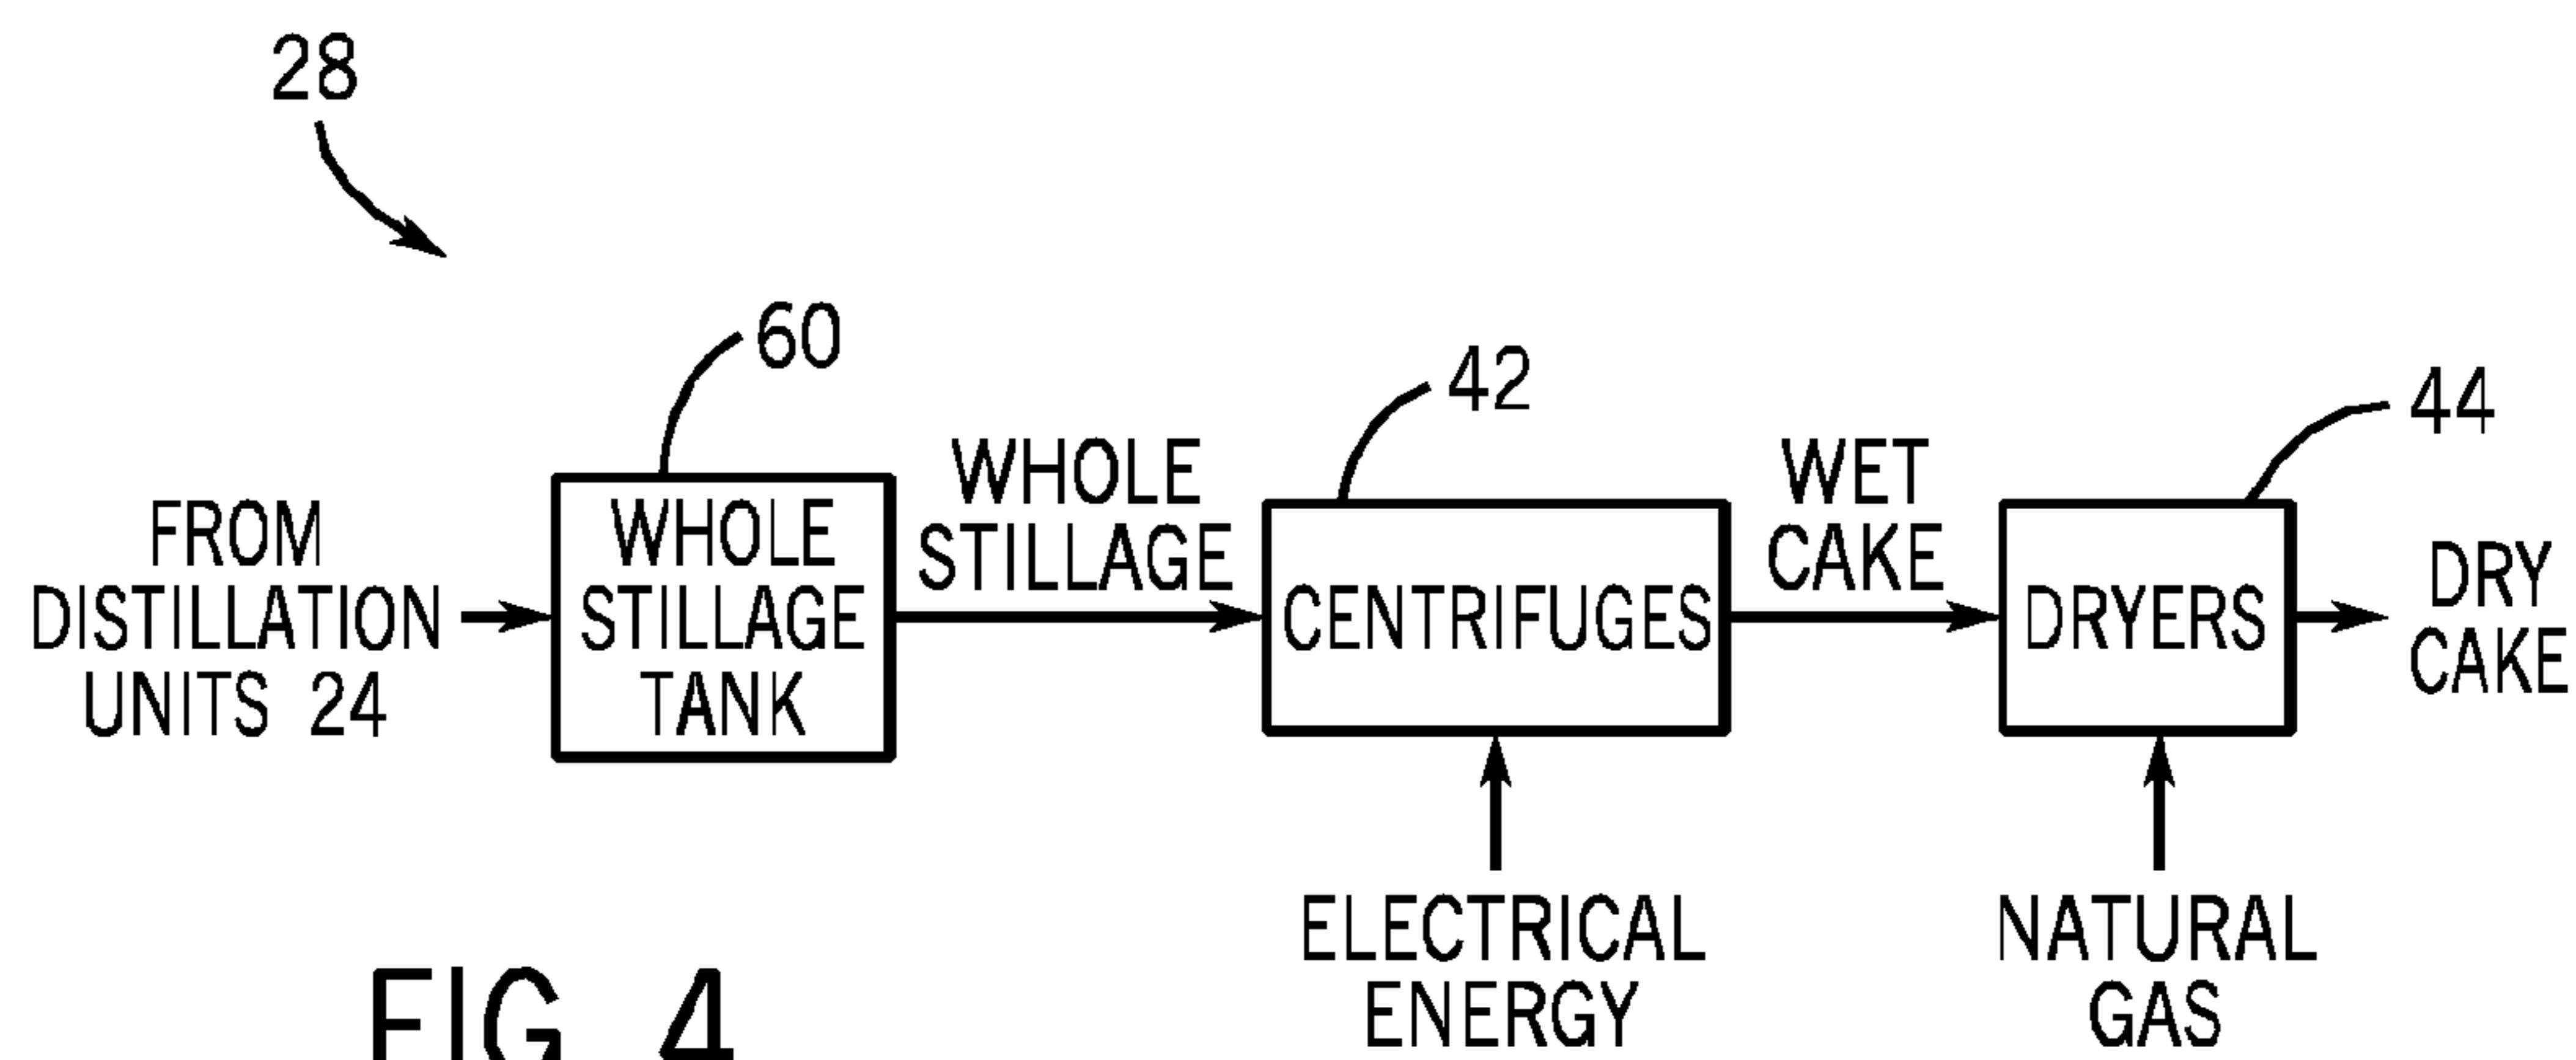 28
60
42
44
FROM
DISTILLATION
UNITS 24
WHOLE
STILLAGE
TANK
WHOLE
STILLAGE
CENTRIFUGES
WET
CAKE
DRYERS
DRY
CAKE
ELECTRICAL
ENERGY
NATURAL
GAS
FIG. 4